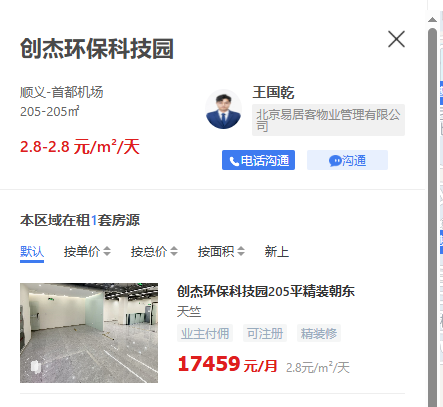 创杰环保科技园
顺义-首都机场
205-205㎡
2.8-2.8 元/m²/天
王国乾
北京易居客物业管理有限公
司
电话沟通
沟通
本区域在租1套房源
默认 按单价 按总价 按面积 新上
创杰环保科技园205平精装朝东
天竺
业主付佣 可注册 精装修
17459 元/月 2.8元/m²/天